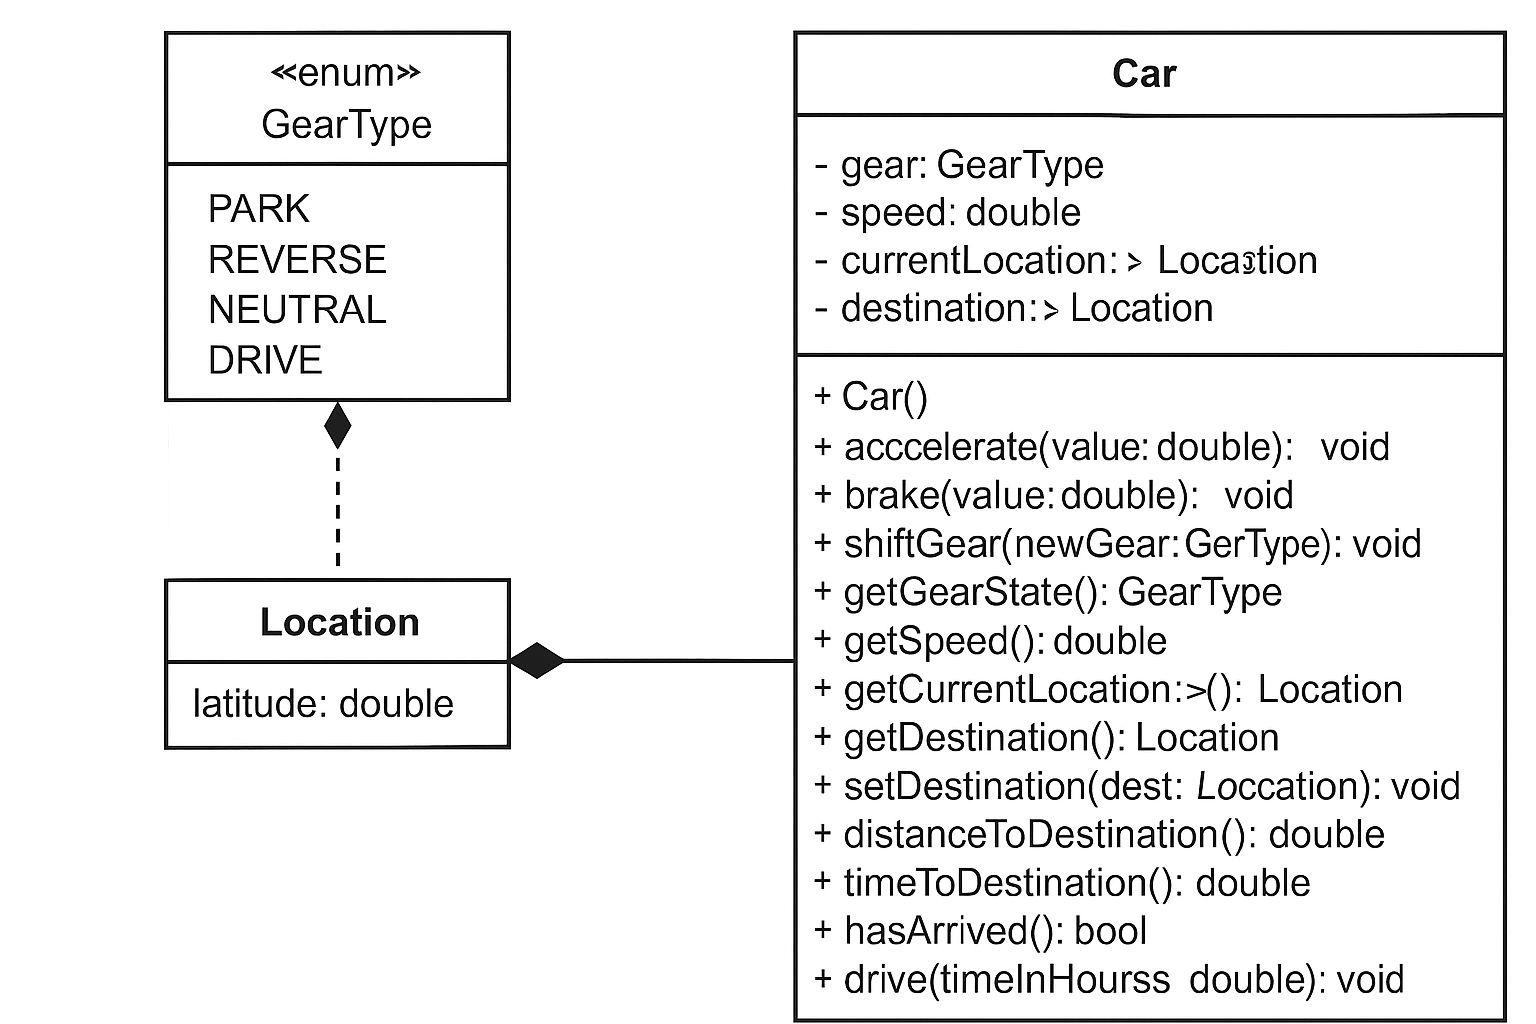 «enum»
GearType
PARK
REVERSE
NEUTRAL
DRIVE
Location
latitude: double
Car
- gear: GearType
- speed: double
- currentLocation:> Location
- destination:> Location
+ Car()
+ acccelerate(value: double): void
+ brake(value: double): void
+ shiftGear(newGear: GerType): void
+ getGearState(): GearType
+ getSpeed(): double
+ getCurrentLocation:>(): Location
+ getDestination(): Location
+ setDestination(dest: Loccation): void
+ distanceToDestination(): double
+ timeToDestination(): double
+ hasArrived(): bool
+ drive(timeInHourss double): void